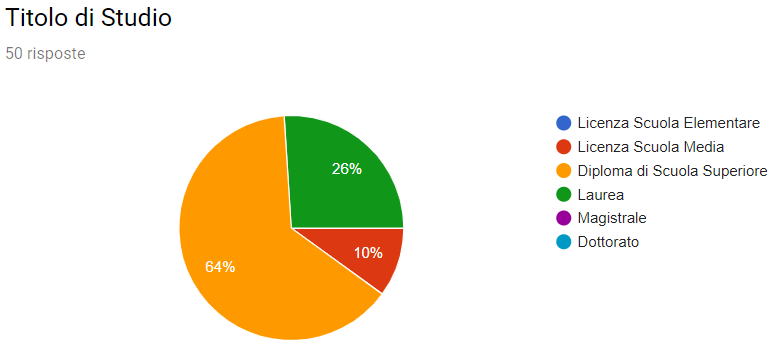 Titolo di Studio
50 risposte
26%
10%
64%
Licenza Scuola Elementare
Licenza Scuola Media
Diploma di Scuola Superiore
Laurea
Magistrale
Dottorato